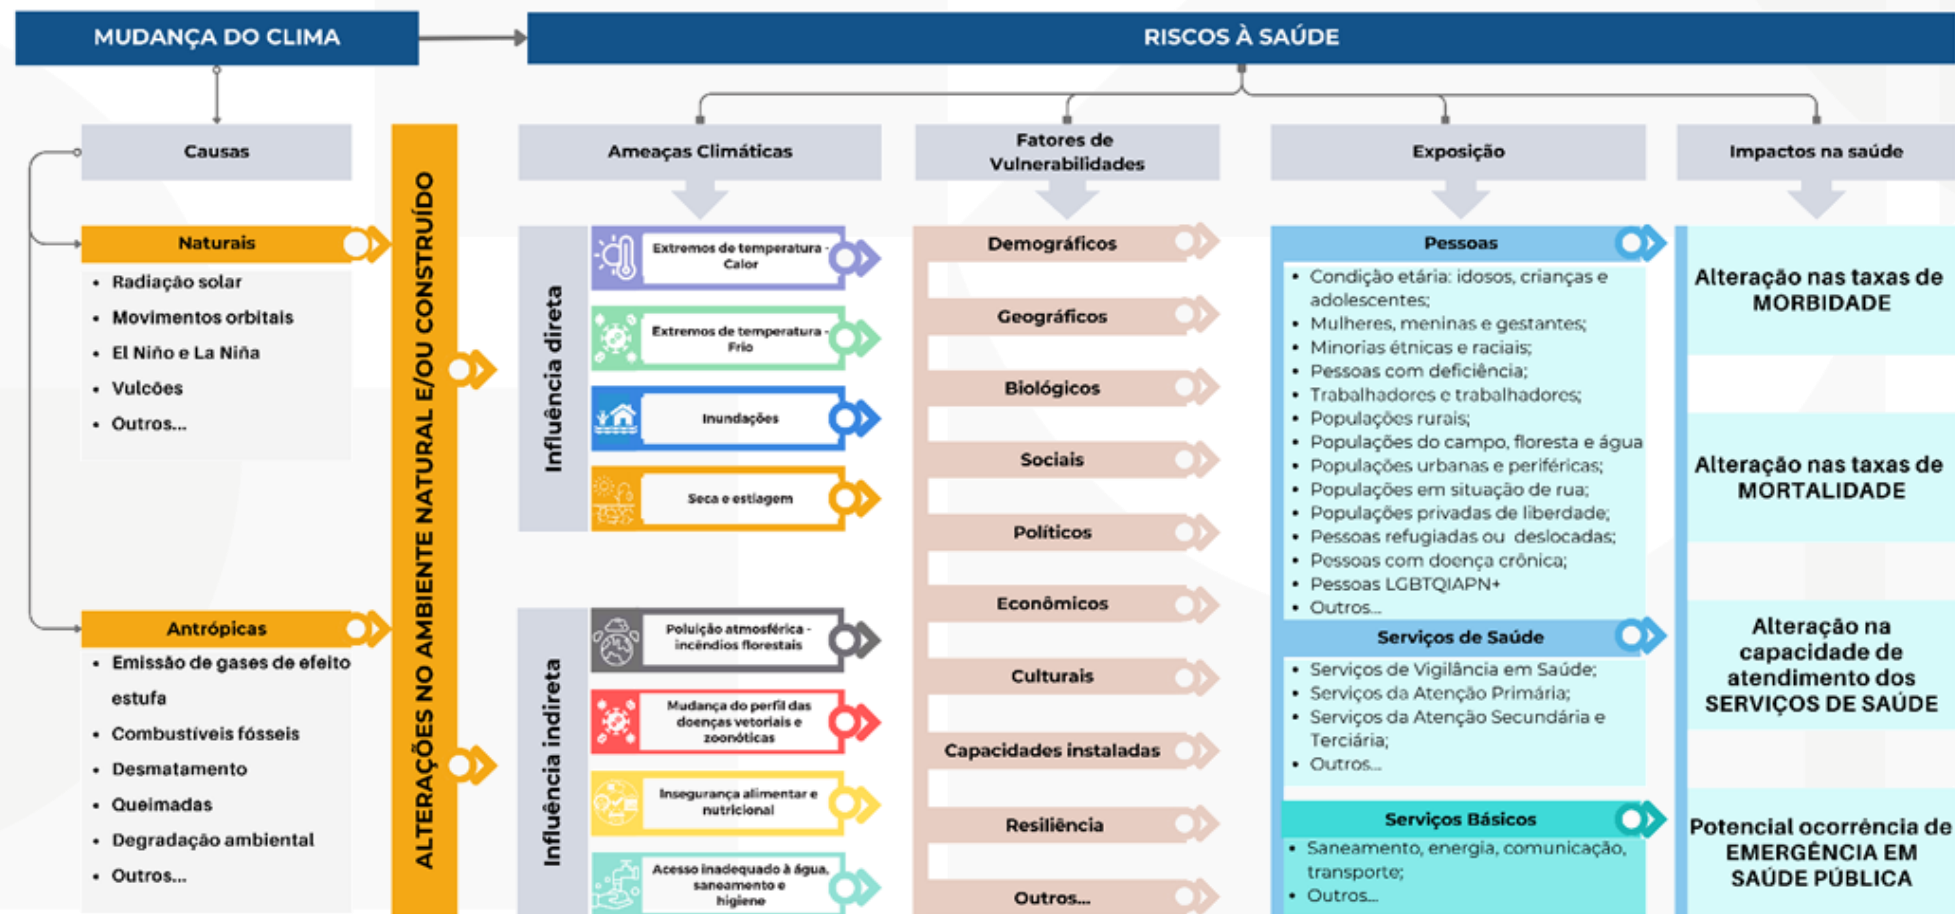 MUDANÇA DO CLIMA
RISCOS À SAÚDE
Causas
Naturais
• Radiação solar
• Movimentos orbitais
• El Niño e La Niña
• Vulcões
• Outros...
Antrópicas
• Emissão de gases de efeito
estufa
• Combustíveis fósseis
• Desmatamento
• Queimadas
• Degradação ambiental
• Outros...
ALTERAÇÕES NO AMBIENTE NATURAL E/OU CONSTRUÍDO
Ameaças Climáticas
Influência direta
Extremos de temperatura -
Calor
Extremos de temperatura -
Frio
Inundações
Seca e estiagem
Influência indireta
Poluição atmosférica -
incêndios florestais
Mudança do perfil das
doenças vetoriais e
zoonóticas
Insegurança alimentar e
nutricional
Acesso inadequado à água,
saneamento e
higiene
Fatores de
Vulnerabilidades
Demográficos
Geográficos
Biológicos
Sociais
Políticos
Econômicos
Culturais
Capacidades instaladas
Resiliência
Outros...
Exposição
Pessoas
• Condição etária: idosos, crianças e
adolescentes;
• Mulheres, meninas e gestantes;
• Minorias étnicas e raciais;
• Pessoas com deficiência;
• Trabalhadores e trabalhadores;
• Populações rurais;
• Populações do campo, floresta e água
• Populações urbanas e periféricas;
• Populações em situação de rua;
• Populações privadas de liberdade;
• Pessoas refugiadas ou deslocadas;
• Pessoas com doença crônica;
• Pessoas LGBTQIAPN+
• Outros...
Serviços de Saúde
• Serviços de Vigilância em Saúde;
• Serviços da Atenção Primária;
• Serviços da Atenção Secundária e
Terciária;
• Outros...
Serviços Básicos
• Saneamento, energia, comunicação,
transporte;
• Outros...
Impactos na saúde
Alteração nas taxas de
MORBIDADE
Alteração nas taxas de
MORTALIDADE
Alteração na
capacidade de
atendimento dos
SERVIÇOS DE SAÚDE
Potencial ocorrência de
EMERGÊNCIA EM
SAÚDE PÚBLICA